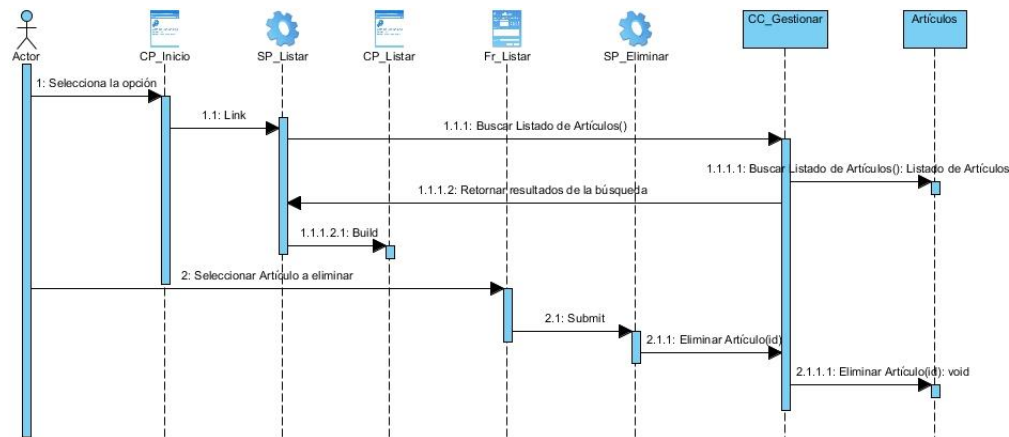 CC_Gestionar
Artículos
Actor
CP_Inicio
SP_Listar
CP_Listar
Fr_Listar
SP_Eliminar
1: Selecciona la opción
1.1: Link
1.1.1: Buscar Listado de Artículos()
1.1.1.1: Buscar Listado de Artículos(): Listado de Artículos
1.1.1.2: Retornar resultados de la búsqueda
1.1.1.2.1: Build
2: Seleccionar Artículo a eliminar
2.1: Submit
2.1.1: Eliminar Artículo(id)
2.1.1.1: Eliminar Artículo(id): void